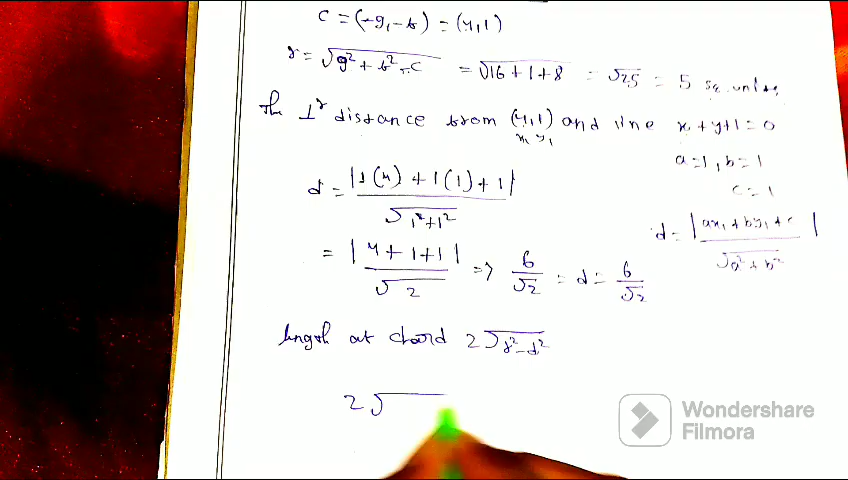 C = (-g, -f) = (4, 1)
r = √g² + f² - c = √16 + 1 + 8 = √25 = 5 sq. units
The ⊥r distance from (4, 1) and line x + y + 1 = 0
x₁ y₁
a = 1, b = 1
c = 1
d = |1(4) + 1(1) + 1| / √1² + 1²
d = |ax₁ + by₁ + c| / √a² + b²
= |4 + 1 + 1| / √2 => 6/√2 = d = 6/√2
length of chord 2√r² - d²
2√
Wondershare
Filmora